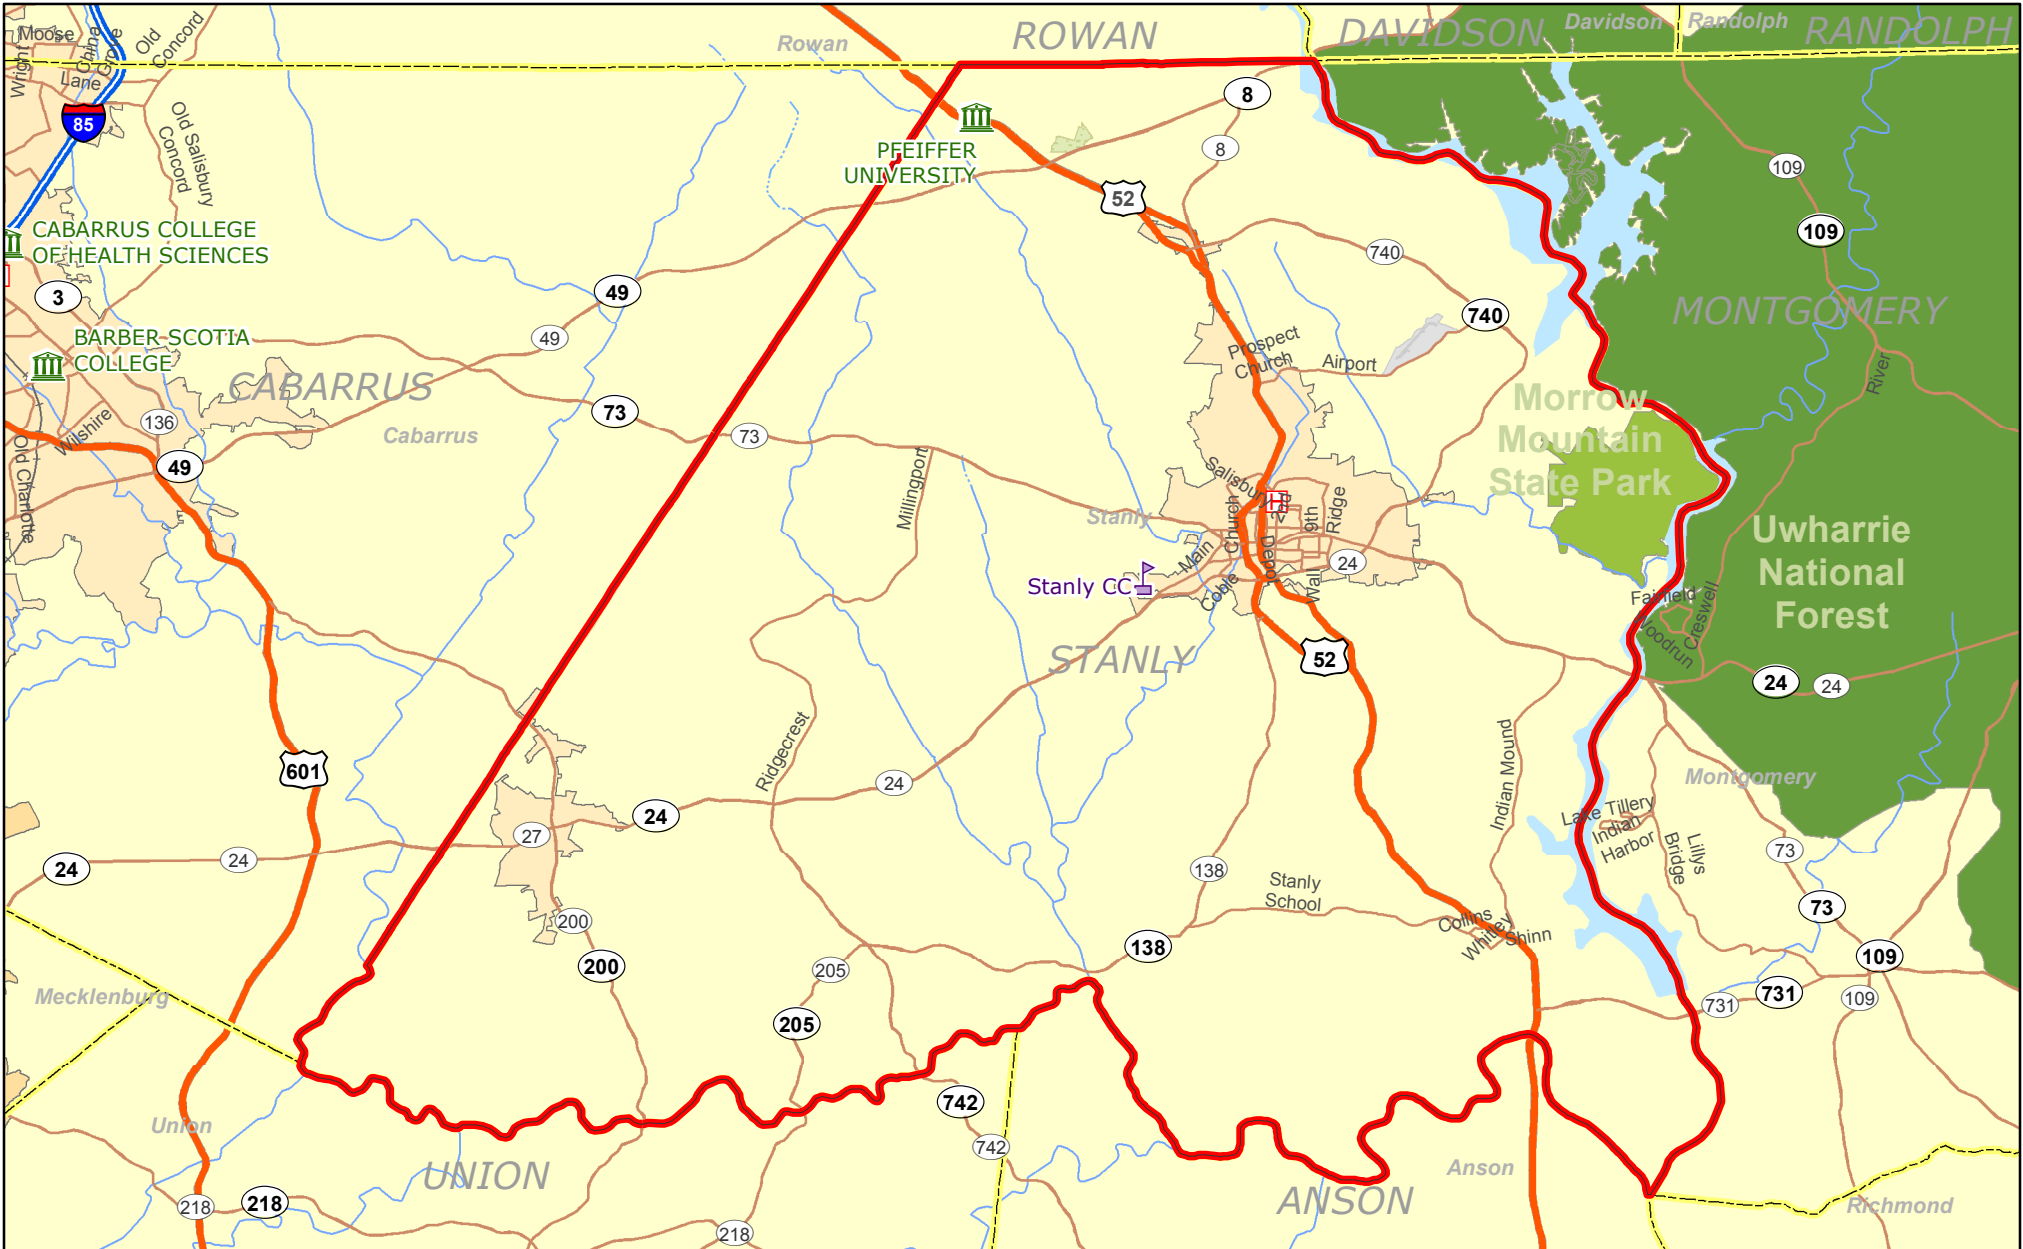 Moose
Wright
Lane
China
Grove
Old
Concord
85
Old Salisbury
Concord
CABARRUS COLLEGE
OF HEALTH SCIENCES
3
BARBER SCOTIA
COLLEGE
CABARRUS
Cabarrus
136
Wilshire
Old Charlotte
49
49
49
73
73
601
24
24
Mecklenburg
Union
218
218
UNION
218
Rowan
ROWAN
DAVIDSON
Davidson
Randolph
RANDOLPH
8
8
PFEIFFER
UNIVERSITY
52
740
740
109
109
MONTGOMERY
Prospect
Church
Airport
River
Morrow
Mountain
State Park
Uwharrie
National
Forest
Millingport
Stanly
Salisbury
Church
2nd
9th
Ridge
Depot
Main
Coble
Wall
24
Stanly CC
STANLY
52
Fairfield
Woodrun
Creswell
24
24
Ridgecrest
24
24
27
200
200
205
205
Indian Mound
Montgomery
Lake Tillery
Indian
Harbor
Lillys
Bridge
73
73
138
138
Stanly
School
Collins
Whitley
Shinn
109
109
731
731
742
742
ANSON
Anson
Richmond